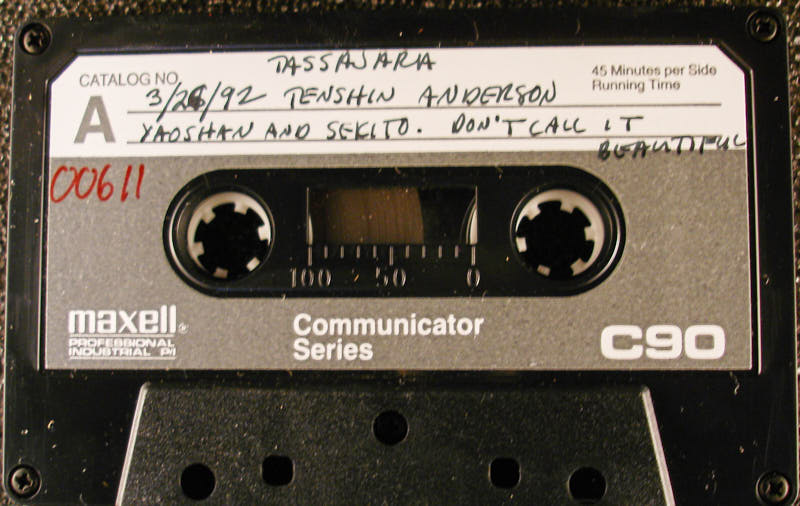 TASSAJARA
CATALOG NO.
45 Minutes per Side
Running Time
A
3/26/92 TENSHIN ANDERSON
YAOSHAN AND SEKITO. DON'T CALL IT
BEAUTIFUL
00611
100 50 0
maxell
PROFESSIONAL
INDUSTRIAL P/I
Communicator
Series
C90